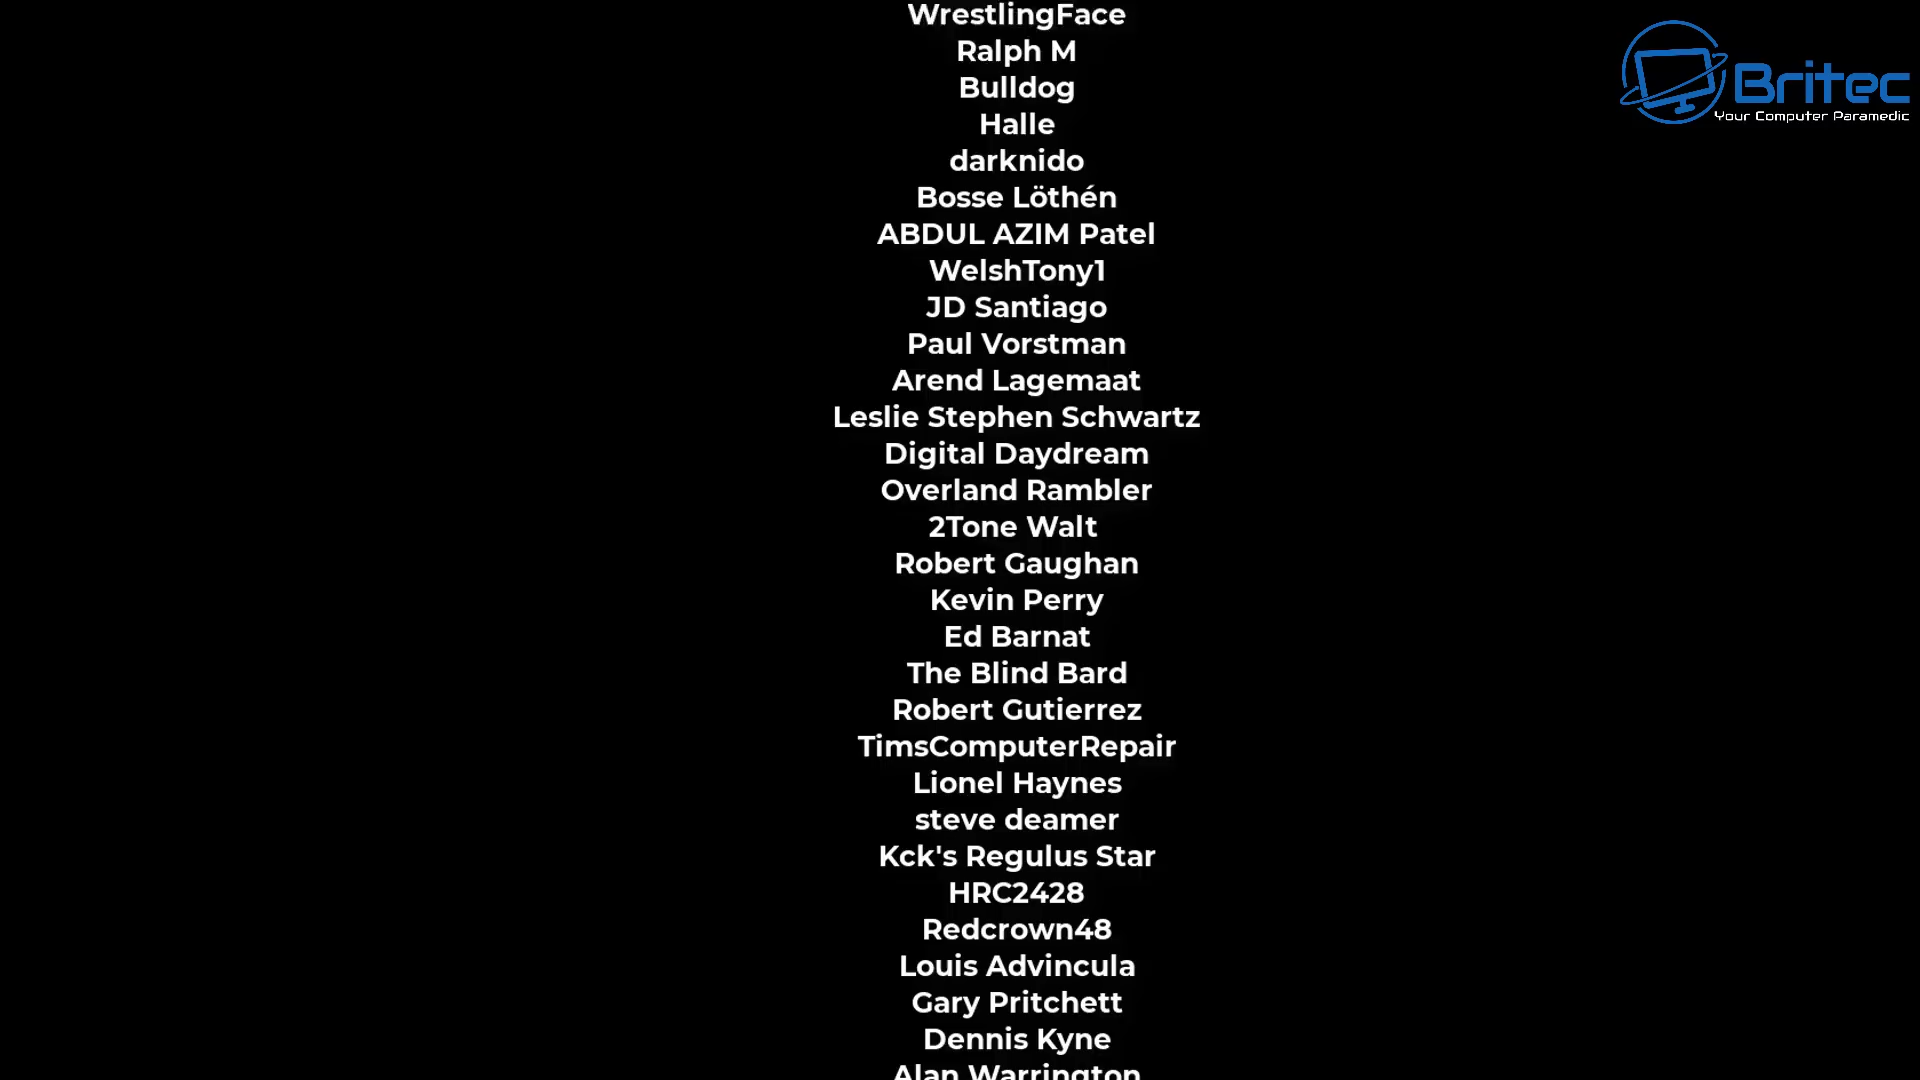 WrestlingFace
Ralph M
Bulldog
Halle
darknido
Bosse Löthén
ABDUL AZIM Patel
WelshTony1
JD Santiago
Paul Vorstman
Arend Lagemaat
Leslie Stephen Schwartz
Digital Daydream
Overland Rambler
2Tone Walt
Robert Gaughan
Kevin Perry
Ed Barnat
The Blind Bard
Robert Gutierrez
TimsComputerRepair
Lionel Haynes
steve deamer
Kck's Regulus Star
HRC2428
Redcrown48
Louis Advincula
Gary Pritchett
Dennis Kyne
Alan Warrington
Britec
Your Computer Paramedic